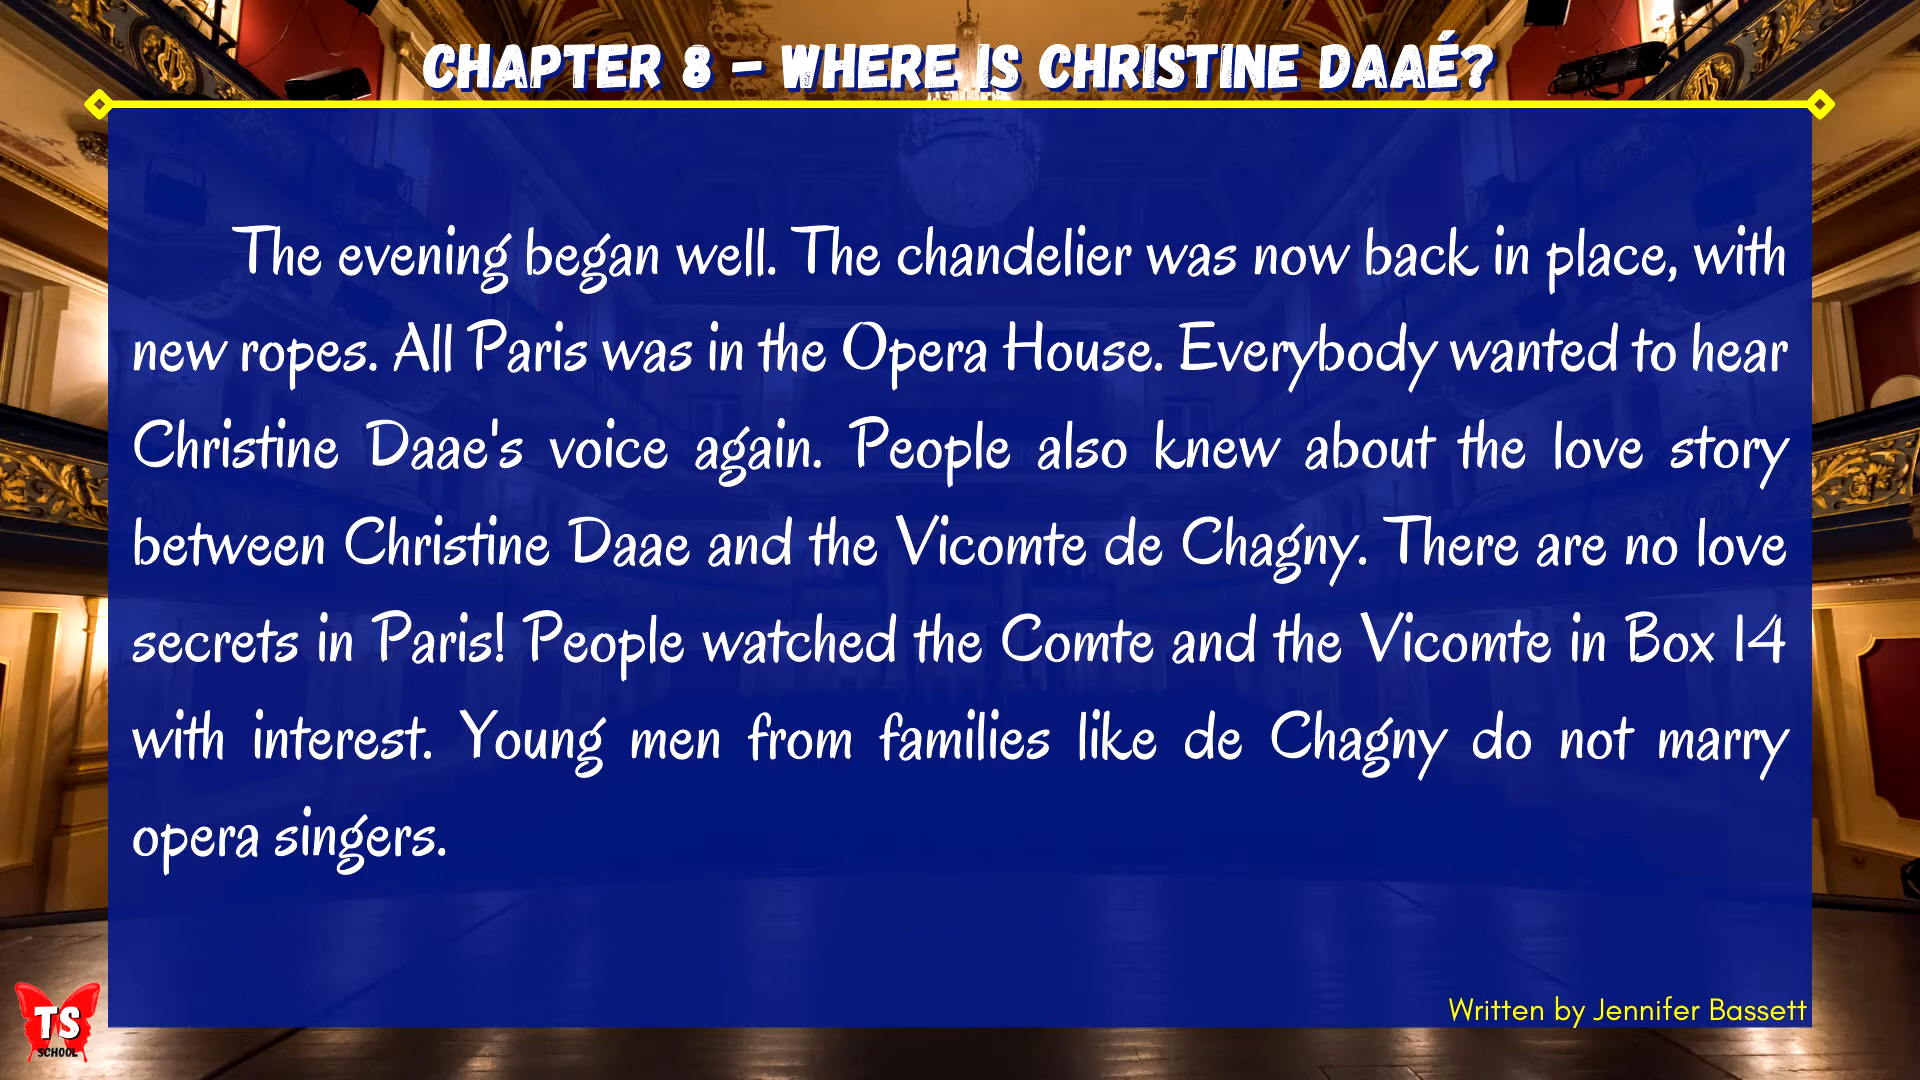 CHAPTER 8 – WHERE IS CHRISTINE DAAÉ?
The evening began well. The chandelier was now back in place, with
new ropes. All Paris was in the Opera House. Everybody wanted to hear
Christine Daae's voice again. People also knew about the love story
between Christine Daae and the Vicomte de Chagny. There are no love
secrets in Paris! People watched the Comte and the Vicomte in Box 14
with interest. Young men from families like de Chagny do not marry
opera singers.
Written by Jennifer Bassett
TS
SCHOOL